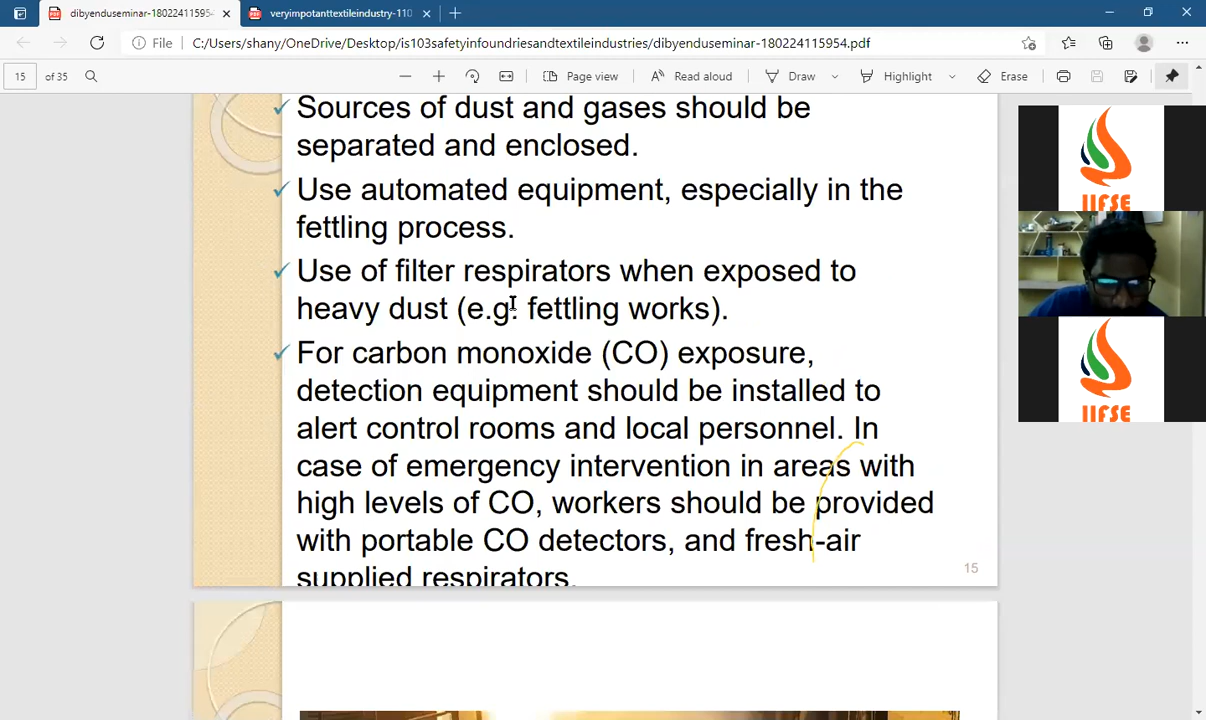 dibyenduseminar-18022411595
veryimpotanttextileindustry-110
File
C:/Users/shany/OneDrive/Desktop/is103safetyinfoundriesandtextileindustries/dibyenduseminar-180224115954.pdf
15 of 35
Page view
Read aloud
Draw
Highlight
Erase
Sources of dust and gases should be
separated and enclosed.
Use automated equipment, especially in the
fettling process.
Use of filter respirators when exposed to
heavy dust (e.g. fettling works).
For carbon monoxide (CO) exposure,
detection equipment should be installed to
alert control rooms and local personnel. In
case of emergency intervention in areas with
high levels of CO, workers should be provided
with portable CO detectors, and fresh-air
supplied respirators.
15
IIFSE
IIFSE